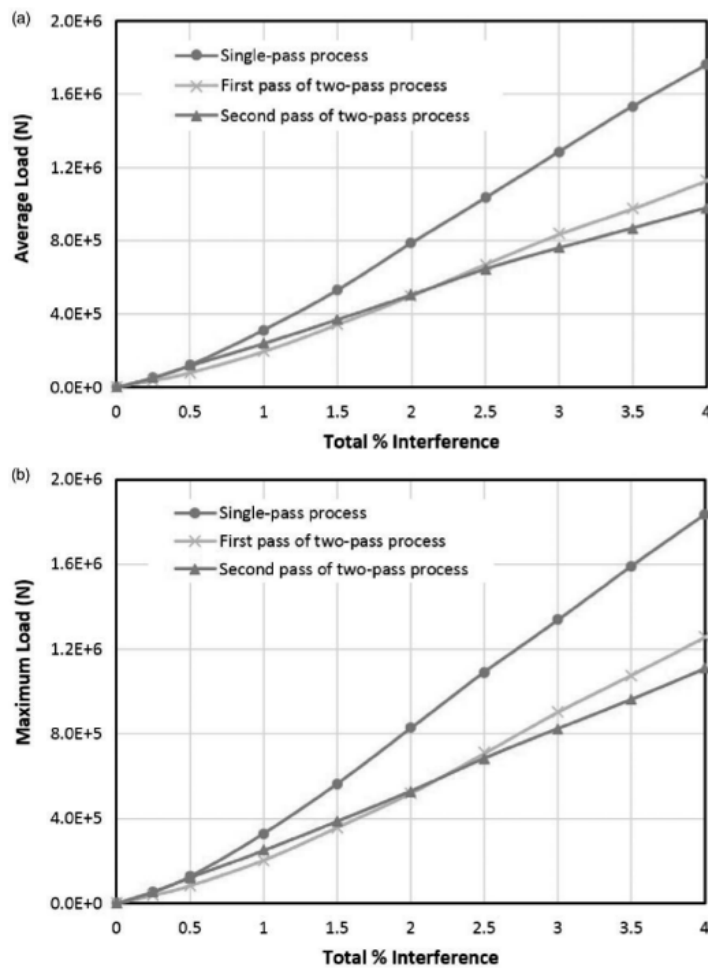 (a)
2.0E+6
1.6E+6
1.2E+6
8.0E+5
4.0E+5
0.0E+0
Average Load (N)
Single-pass process
First pass of two-pass process
Second pass of two-pass process
0 0.5 1 1.5 2 2.5 3 3.5 4
Total % Interference
(b)
2.0E+6
1.6E+6
1.2E+6
8.0E+5
4.0E+5
0.0E+0
Maximum Load (N)
Single-pass process
First pass of two-pass process
Second pass of two-pass process
0 0.5 1 1.5 2 2.5 3 3.5 4
Total % Interference